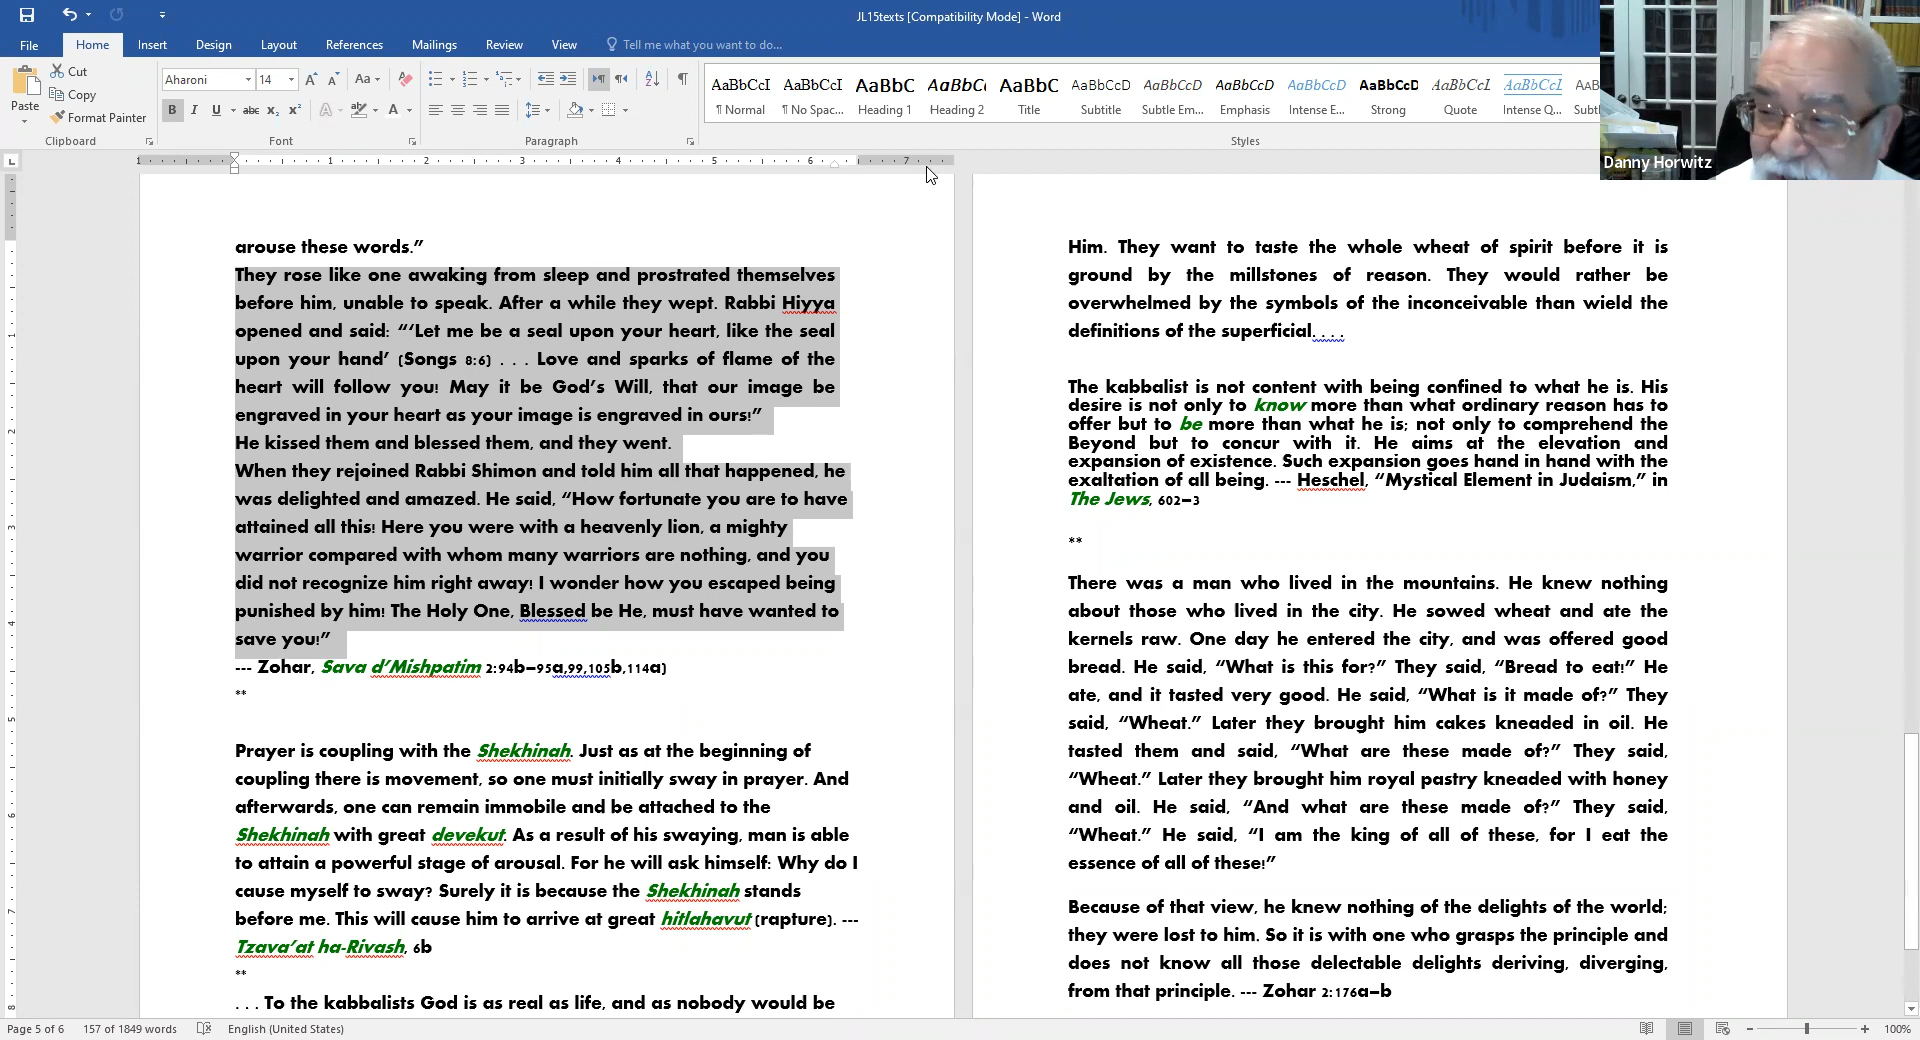 JL15texts [Compatibility Mode] - Word
File Home Insert Design Layout References Mailings Review View Tell me what you want to do...
Cut
Copy
Format Painter
Paste
Clipboard
Aharoni 14
Font
Paragraph
AaBbCcI AaBbCcI AaBbC AaBbC AaBbC AaBbCcD AaBbCcD AaBbCcD AaBbCcD AaBbCcD AaBbCcI AaBbCcI AaB
¶ Normal ¶ No Spac... Heading 1 Heading 2 Title Subtitle Subtle Em... Emphasis Intense E... Strong Quote Intense Q... Subtl
Styles
Danny Horwitz
arouse these words.”
They rose like one awaking from sleep and prostrated themselves
before him, unable to speak. After a while they wept. Rabbi Hiyya
opened and said: “‘Let me be a seal upon your heart, like the seal
upon your hand’ (Songs 8:6) . . . Love and sparks of flame of the
heart will follow you! May it be God’s Will, that our image be
engraved in your heart as your image is engraved in ours!”
He kissed them and blessed them, and they went.
When they rejoined Rabbi Shimon and told him all that happened, he
was delighted and amazed. He said, “How fortunate you are to have
attained all this! Here you were with a heavenly lion, a mighty
warrior compared with whom many warriors are nothing, and you
did not recognize him right away! I wonder how you escaped being
punished by him! The Holy One, Blessed be He, must have wanted to
save you!”
--- Zohar, Sava d’Mishpatim 2:94b–95a,99,105b,114a)
**
Prayer is coupling with the Shekhinah. Just as at the beginning of
coupling there is movement, so one must initially sway in prayer. And
afterwards, one can remain immobile and be attached to the
Shekhinah with great devekut. As a result of his swaying, man is able
to attain a powerful stage of arousal. For he will ask himself: Why do I
cause myself to sway? Surely it is because the Shekhinah stands
before me. This will cause him to arrive at great hitlahavut (rapture). ---
Tzava’at ha-Rivash, 6b
**
. . . To the kabbalists God is as real as life, and as nobody would be
Him. They want to taste the whole wheat of spirit before it is
ground by the millstones of reason. They would rather be
overwhelmed by the symbols of the inconceivable than wield the
definitions of the superficial. . . .
The kabbalist is not content with being confined to what he is. His
desire is not only to know more than what ordinary reason has to
offer but to be more than what he is; not only to comprehend the
Beyond but to concur with it. He aims at the elevation and
expansion of existence. Such expansion goes hand in hand with the
exaltation of all being. --- Heschel, “Mystical Element in Judaism,” in
The Jews, 602–3
**
There was a man who lived in the mountains. He knew nothing
about those who lived in the city. He sowed wheat and ate the
kernels raw. One day he entered the city, and was offered good
bread. He said, “What is this for?” They said, “Bread to eat!” He
ate, and it tasted very good. He said, “What is it made of?” They
said, “Wheat.” Later they brought him cakes kneaded in oil. He
tasted them and said, “What are these made of?” They said,
“Wheat.” Later they brought him royal pastry kneaded with honey
and oil. He said, “And what are these made of?” They said,
“Wheat.” He said, “I am the king of all of these, for I eat the
essence of all of these!”
Because of that view, he knew nothing of the delights of the world;
they were lost to him. So it is with one who grasps the principle and
does not know all those delectable delights deriving, diverging,
from that principle. --- Zohar 2:176a–b
Page 5 of 6 157 of 1849 words English (United States) 100%